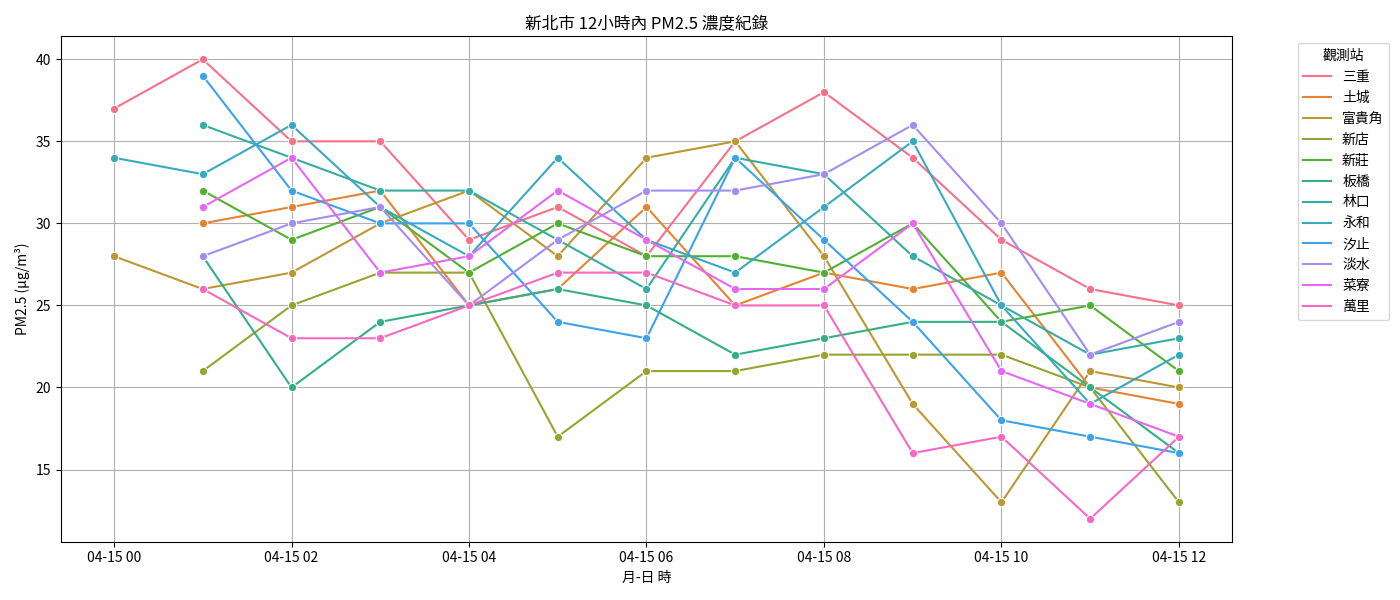 新北市 12小時內 PM2.5 濃度紀錄
PM2.5 (μg/m³)
40
35
30
25
20
15
04-15 00
04-15 02
04-15 04
04-15 06
04-15 08
04-15 10
04-15 12
月-日 時
觀測站
三重
土城
富貴角
新店
新莊
板橋
林口
永和
汐止
淡水
菜寮
萬里